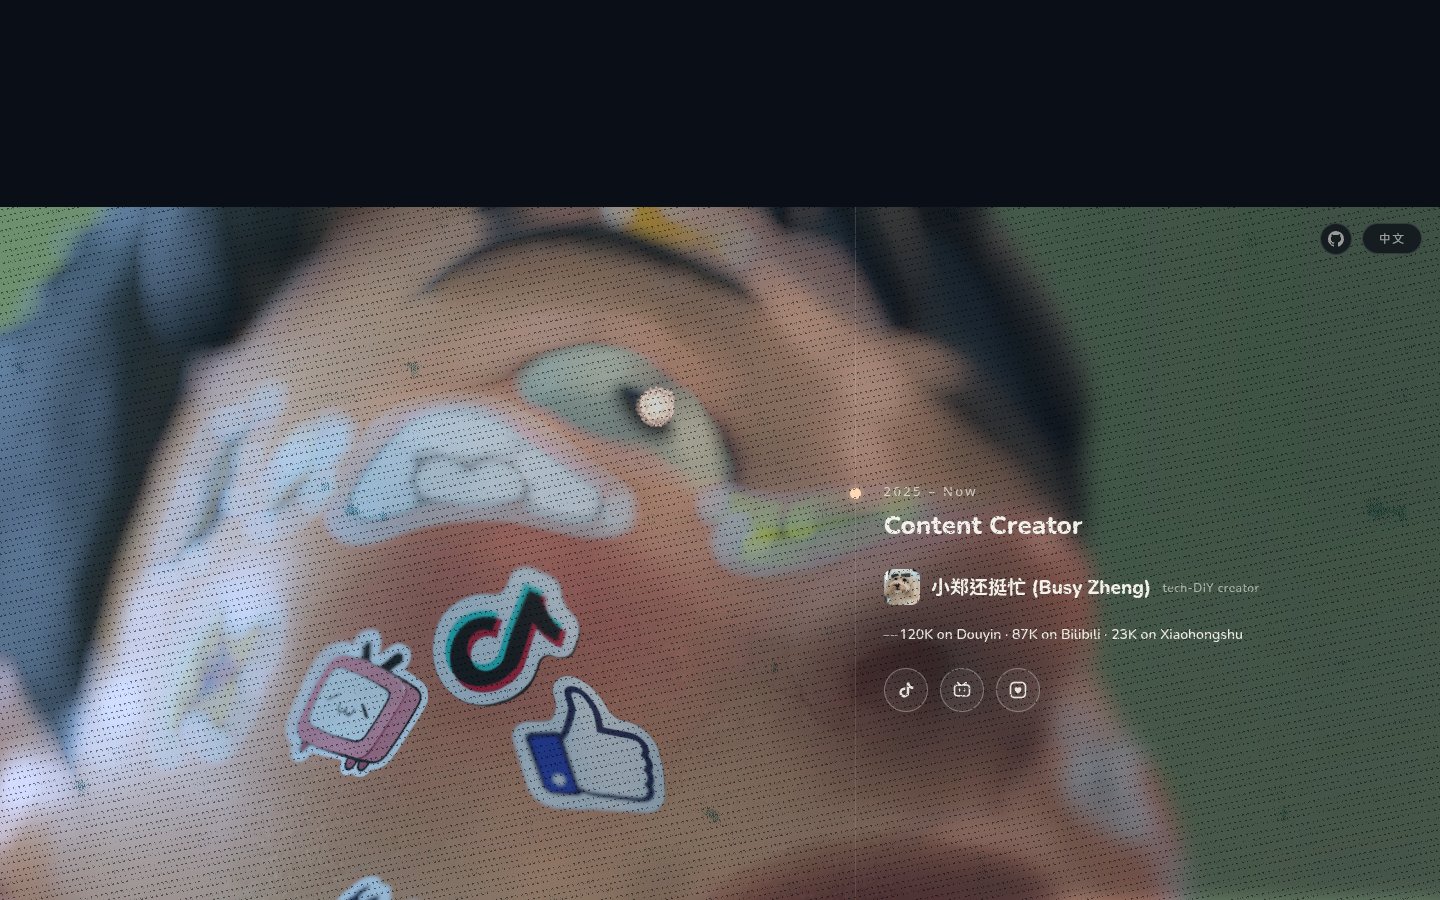 中文
2025 – Now
Content Creator
小郑还挺忙 (Busy Zheng) tech-DIY creator
—120K on Douyin · 87K on Bilibili · 23K on Xiaohongshu